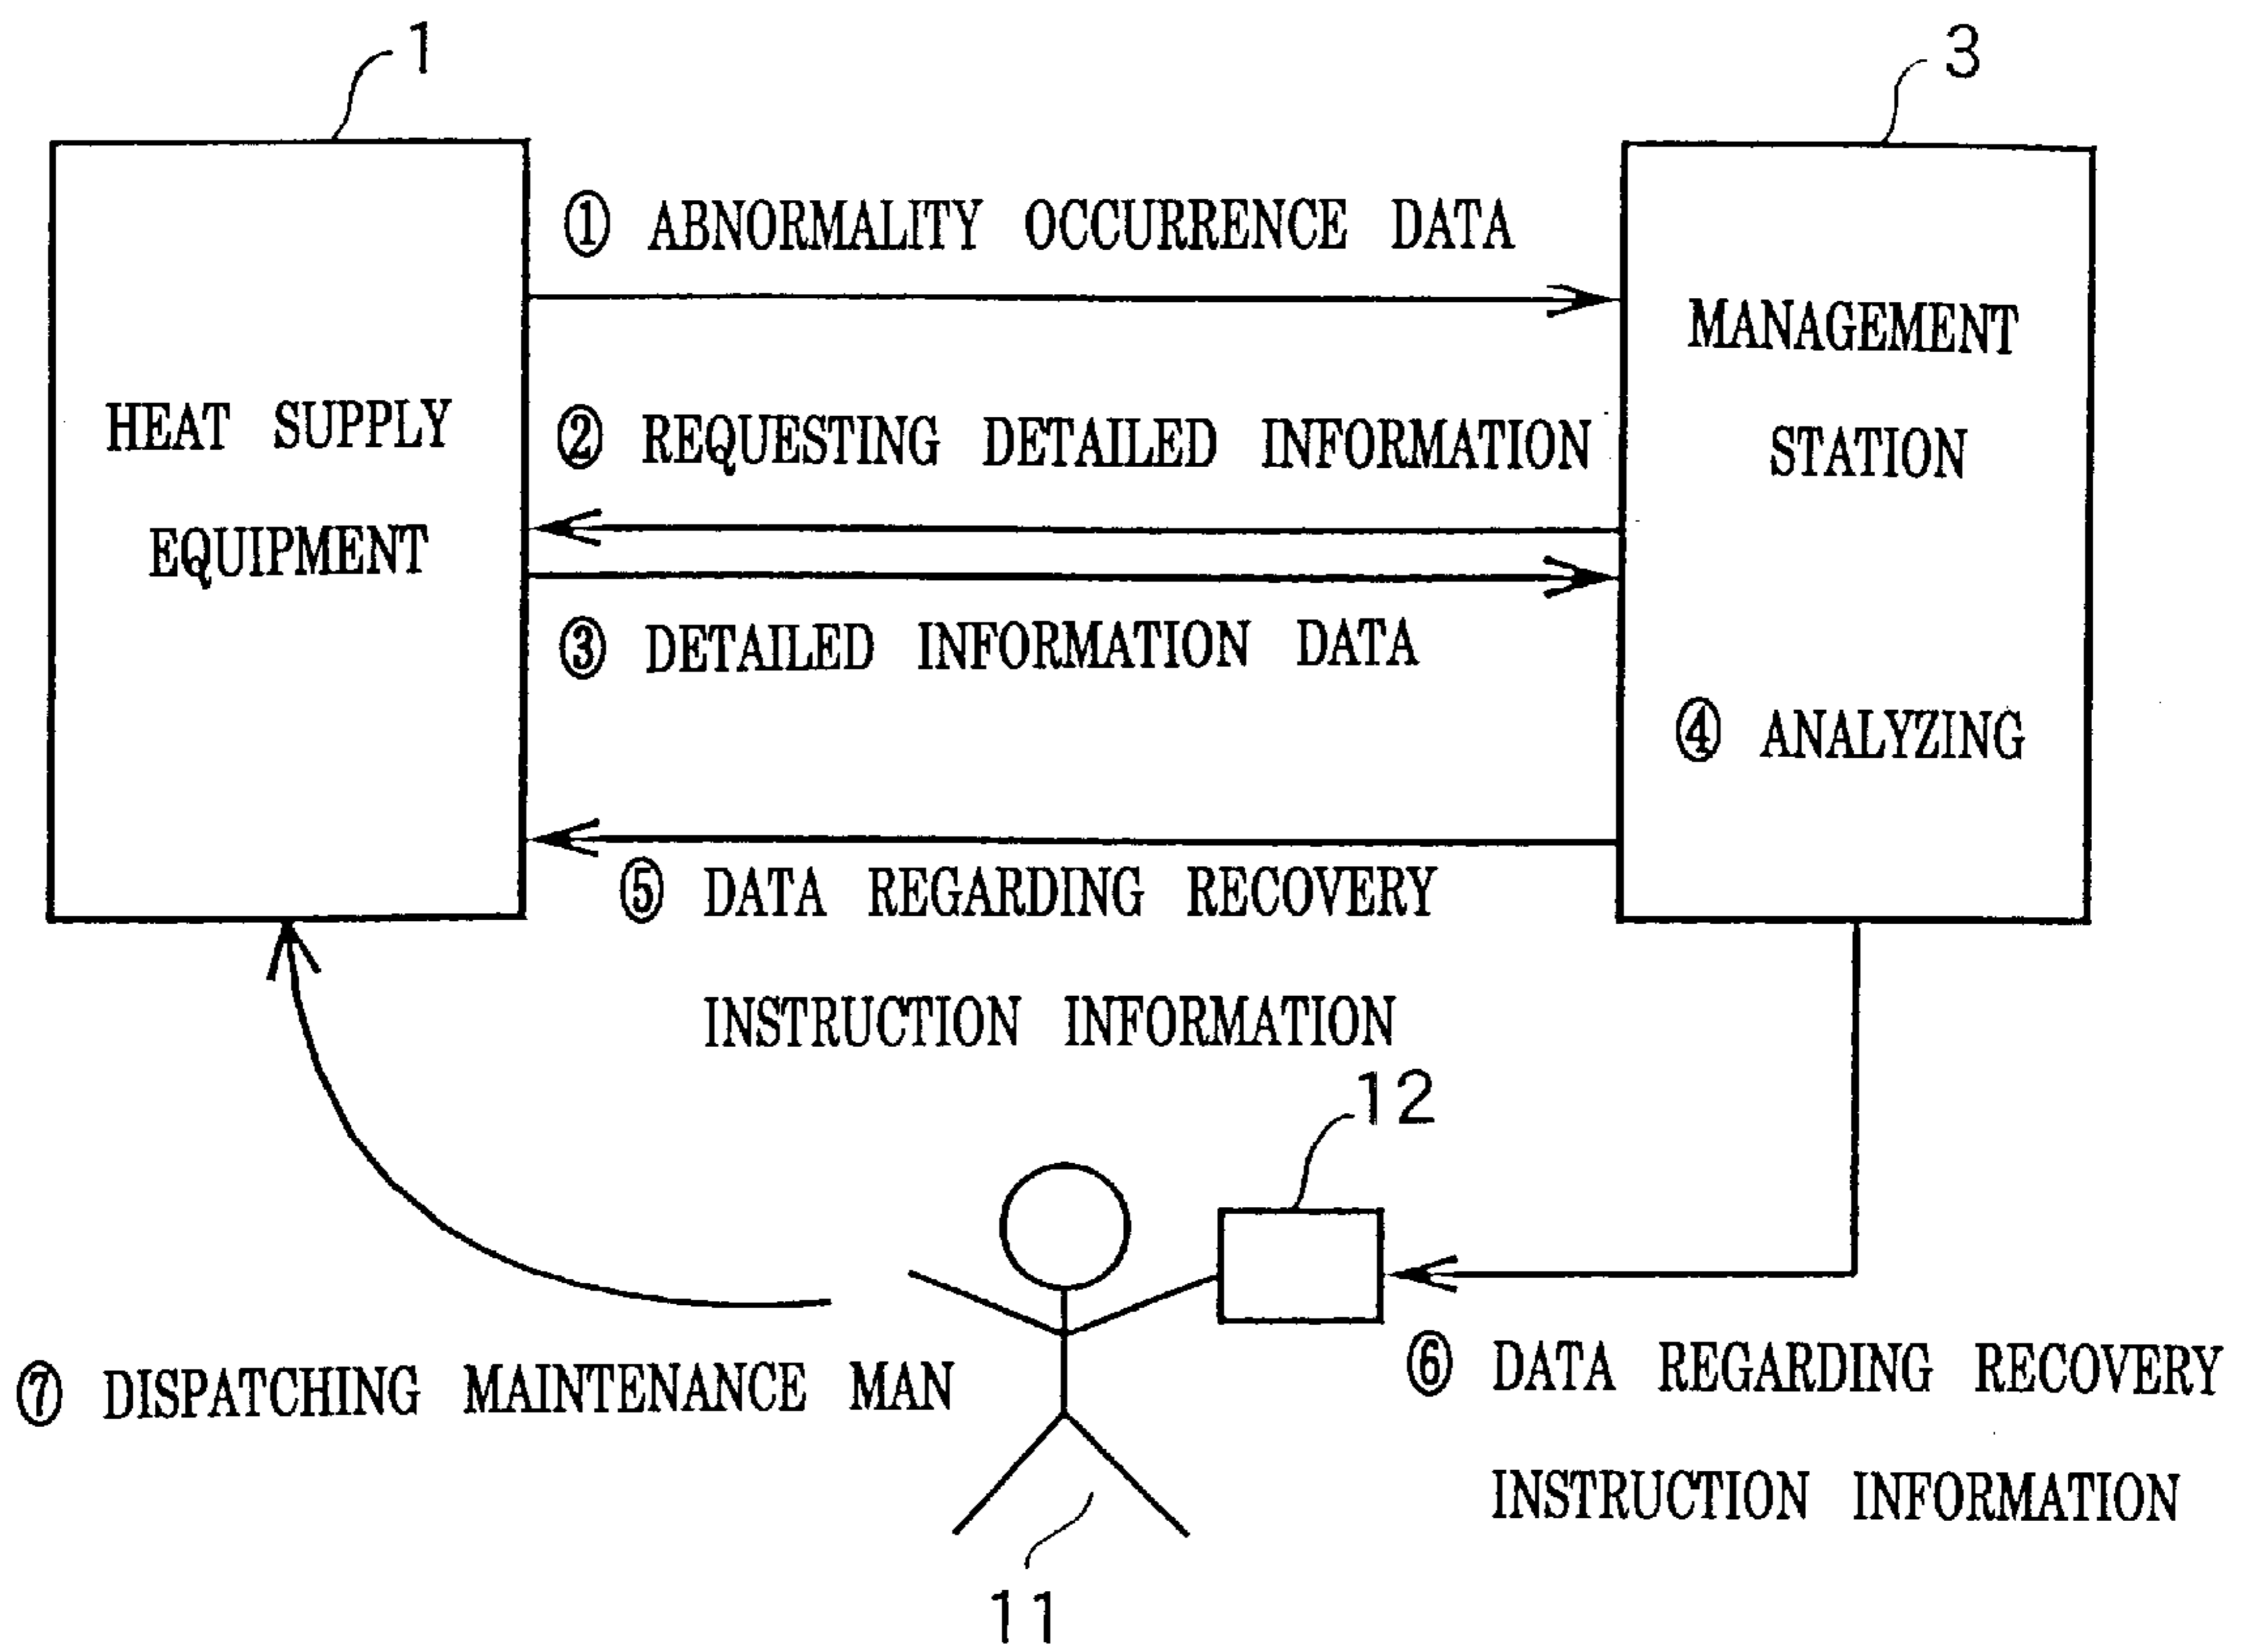 1
3
① ABNORMALITY OCCURRENCE DATA
MANAGEMENT
STATION
HEAT SUPPLY
EQUIPMENT
② REQUESTING DETAILED INFORMATION
③ DETAILED INFORMATION DATA
④ ANALYZING
⑤ DATA REGARDING RECOVERY
INSTRUCTION INFORMATION
12
⑥ DATA REGARDING RECOVERY
INSTRUCTION INFORMATION
⑦ DISPATCHING MAINTENANCE MAN
11